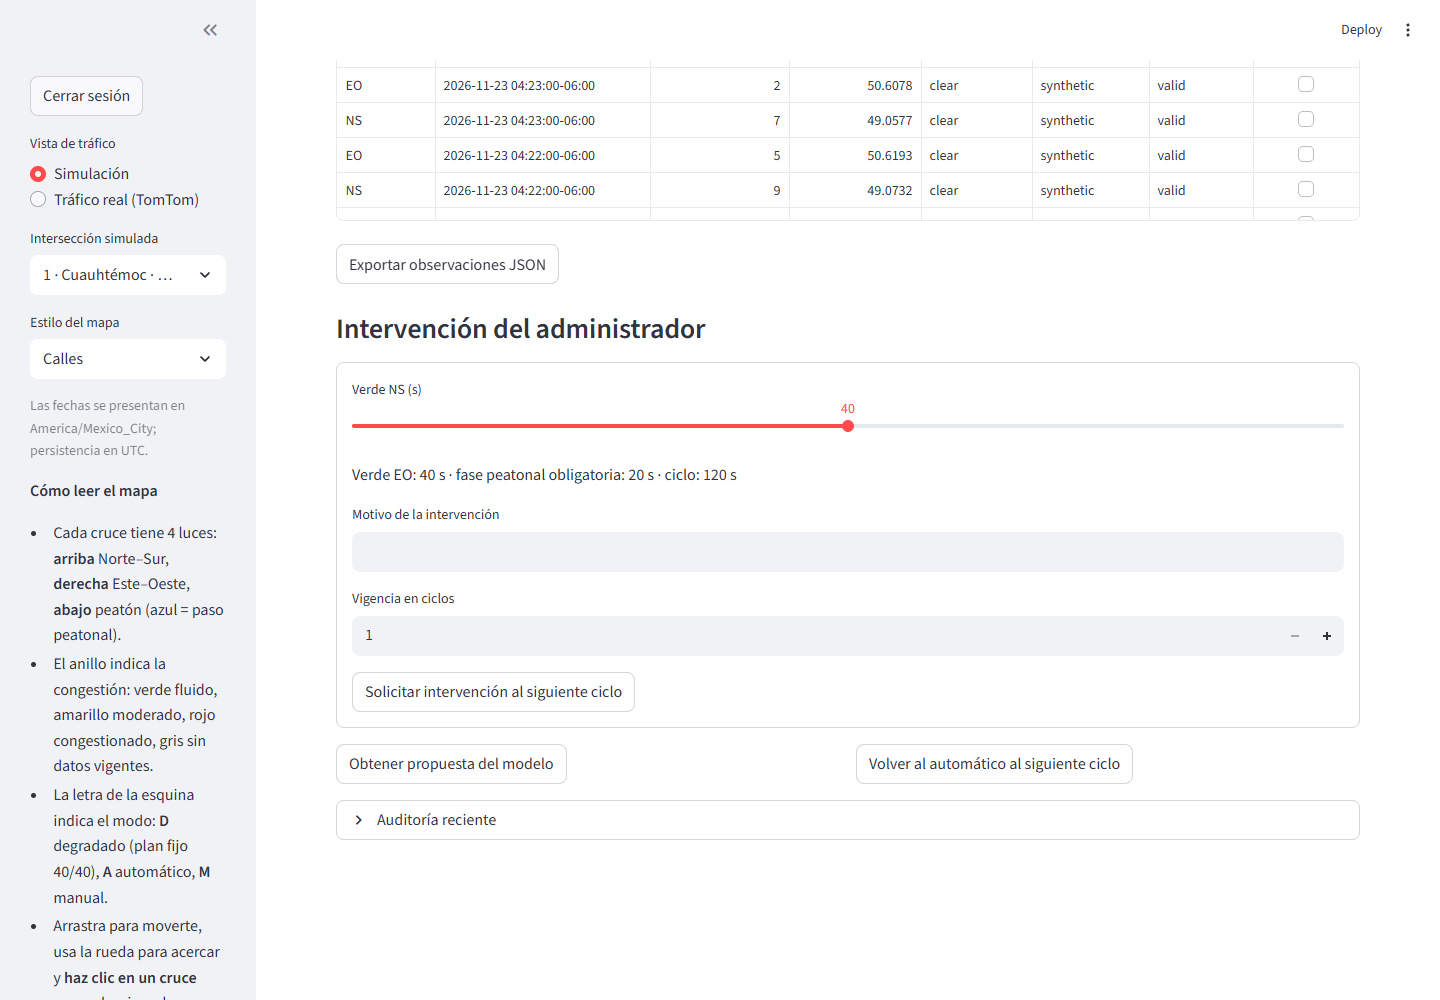 Deploy
Cerrar sesión
Vista de tráfico
Simulación
Tráfico real (TomTom)
Intersección simulada
1 · Cuauhtémoc · ...
Estilo del mapa
Calles
Las fechas se presentan en
America/Mexico_City;
persistencia en UTC.
Cómo leer el mapa
Cada cruce tiene 4 luces:
arriba Norte–Sur,
derecha Este–Oeste,
abajo peatón (azul = paso
peatonal).
El anillo indica la
congestión: verde fluido,
amarillo moderado, rojo
congestionado, gris sin
datos vigentes.
La letra de la esquina
indica el modo: D
degradado (plan fijo
40/40), A automático, M
manual.
Arrastra para moverte,
usa la rueda para acercar
y haz clic en un cruce
EO 2026-11-23 04:23:00-06:00 2 50.6078 clear synthetic valid
NS 2026-11-23 04:23:00-06:00 7 49.0577 clear synthetic valid
EO 2026-11-23 04:22:00-06:00 5 50.6193 clear synthetic valid
NS 2026-11-23 04:22:00-06:00 9 49.0732 clear synthetic valid
Exportar observaciones JSON
Intervención del administrador
Verde NS (s)
40
Verde EO: 40 s · fase peatonal obligatoria: 20 s · ciclo: 120 s
Motivo de la intervención
Vigencia en ciclos
1
Solicitar intervención al siguiente ciclo
Obtener propuesta del modelo
Volver al automático al siguiente ciclo
Auditoría reciente